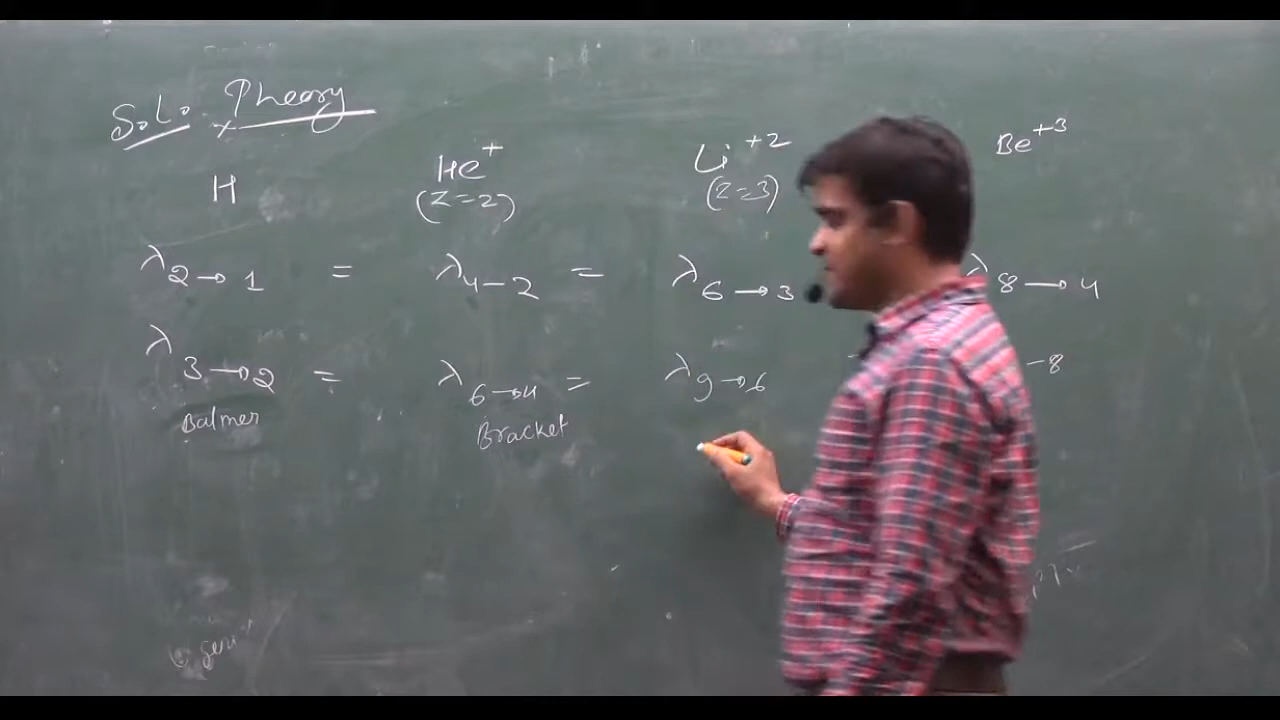 SoLo Theory
H He⁺ Li⁺² Be⁺³
(Z=2) (Z=3)
λ₂→₁ = λ₄₋₂ = λ₆→₃ λ₈→₄
λ₃→₂ = λ₆→₄ = λ₉→₆ -8
Balmer Bracket